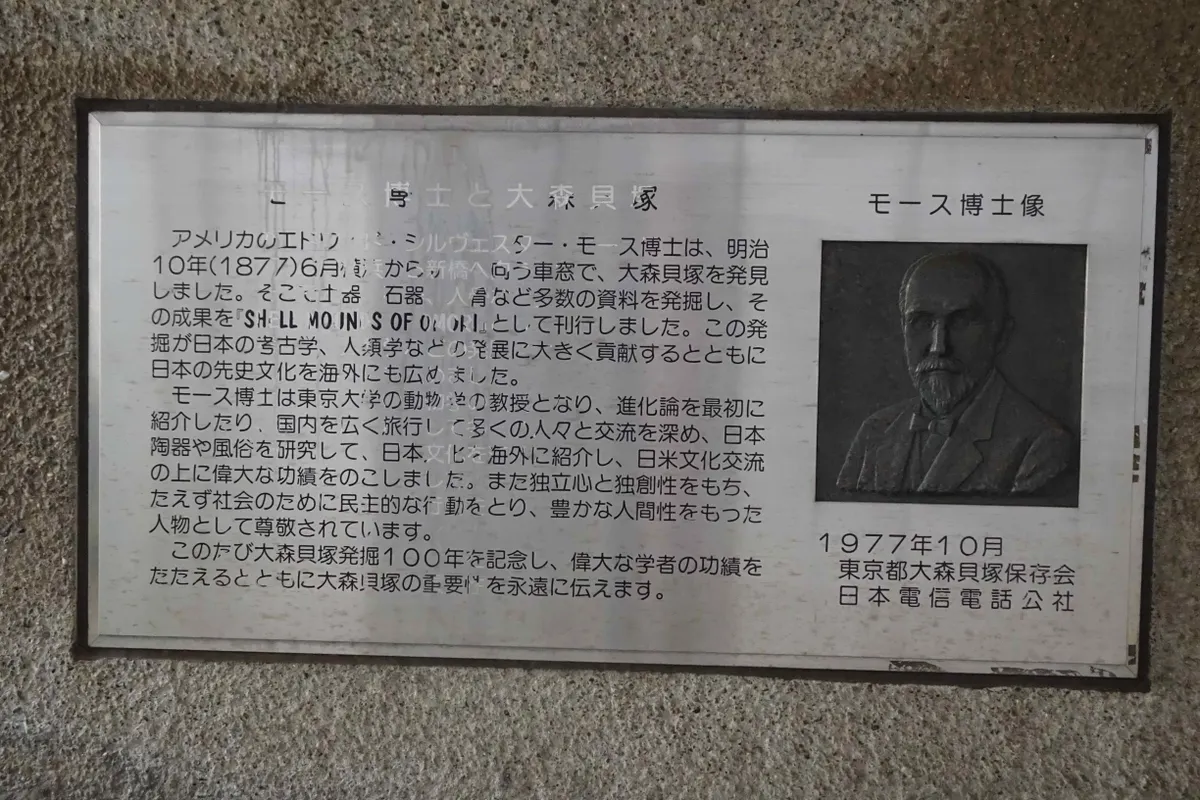 モース博士と大森貝塚
アメリカのエドワード・シルヴェスター・モース博士は、明治
10年(1877)6月横浜から新橋へ向う車窓で、大森貝塚を発見
しました。そこで土器、石器、人骨など多数の資料を発掘し、そ
の成果を『SHELL MOUNDS OF OMORI』として刊行しました。この発
掘が日本の考古学、人類学などの発展に大きく貢献するとともに
日本の先史文化を海外にも広めました。
モース博士は東京大学の動物学の教授となり、進化論を最初に
紹介したり、国内を広く旅行して多くの人々と交流を深め、日本
陶器や風俗を研究して、日本文化を海外に紹介し、日米文化交流
の上に偉大な功績をのこしました。また独立心と独創性をもち、
たえず社会のために民主的な行動をとり、豊かな人間性をもった
人物として尊敬されています。
このたび大森貝塚発掘100年を記念し、偉大な学者の功績を
たたえるとともに大森貝塚の重要性を永遠に伝えます。
モース博士像
1977年10月
東京都大森貝塚保存会
日本電信電話公社